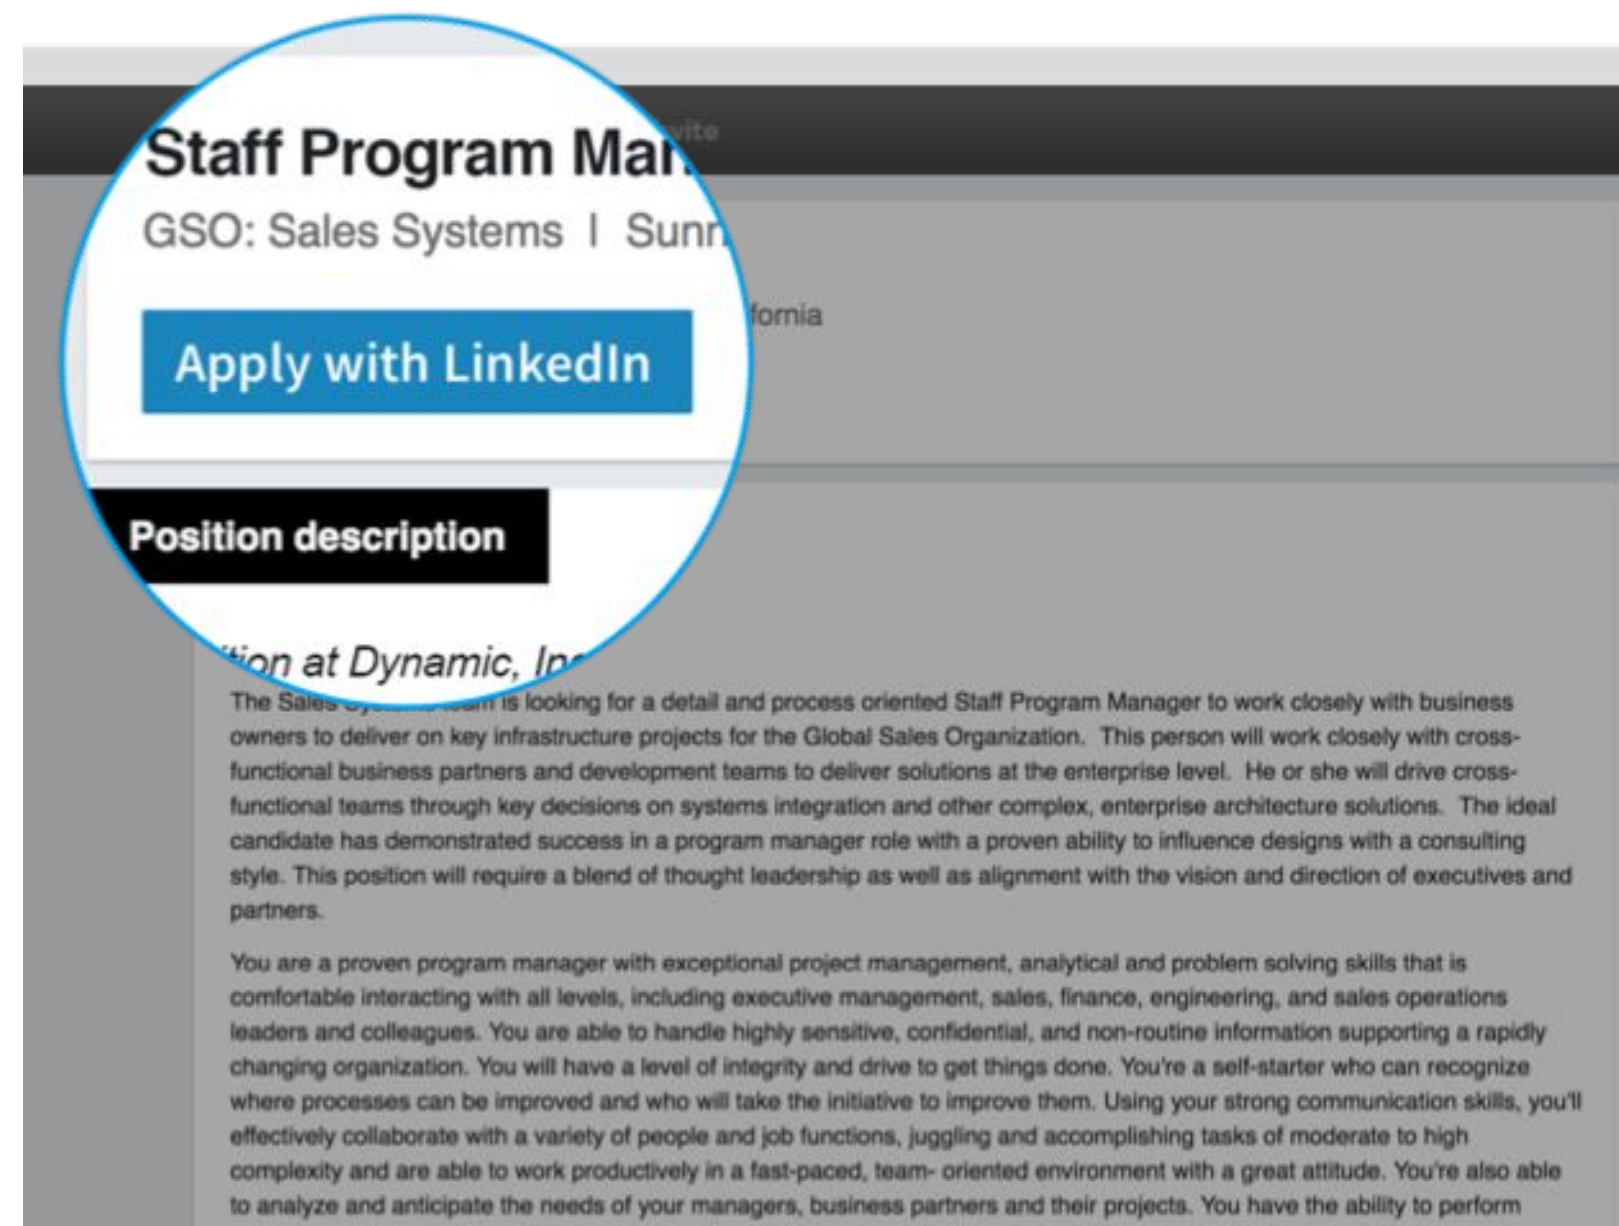 Staff Program Man
GSO: Sales Systems | Sunn
fornia
Apply with LinkedIn
Position description
tion at Dynamic, Inc
The Sales Systems team is looking for a detail and process oriented Staff Program Manager to work closely with business
owners to deliver on key infrastructure projects for the Global Sales Organization. This person will work closely with cross-
functional business partners and development teams to deliver solutions at the enterprise level. He or she will drive cross-
functional teams through key decisions on systems integration and other complex, enterprise architecture solutions. The ideal
candidate has demonstrated success in a program manager role with a proven ability to influence designs with a consulting
style. This position will require a blend of thought leadership as well as alignment with the vision and direction of executives and
partners.
You are a proven program manager with exceptional project management, analytical and problem solving skills that is
comfortable interacting with all levels, including executive management, sales, finance, engineering, and sales operations
leaders and colleagues. You are able to handle highly sensitive, confidential, and non-routine information supporting a rapidly
changing organization. You will have a level of integrity and drive to get things done. You're a self-starter who can recognize
where processes can be improved and who will take the initiative to improve them. Using your strong communication skills, you'll
effectively collaborate with a variety of people and job functions, juggling and accomplishing tasks of moderate to high
complexity and are able to work productively in a fast-paced, team- oriented environment with a great attitude. You're also able
to analyze and anticipate the needs of your managers, business partners and their projects. You have the ability to perform